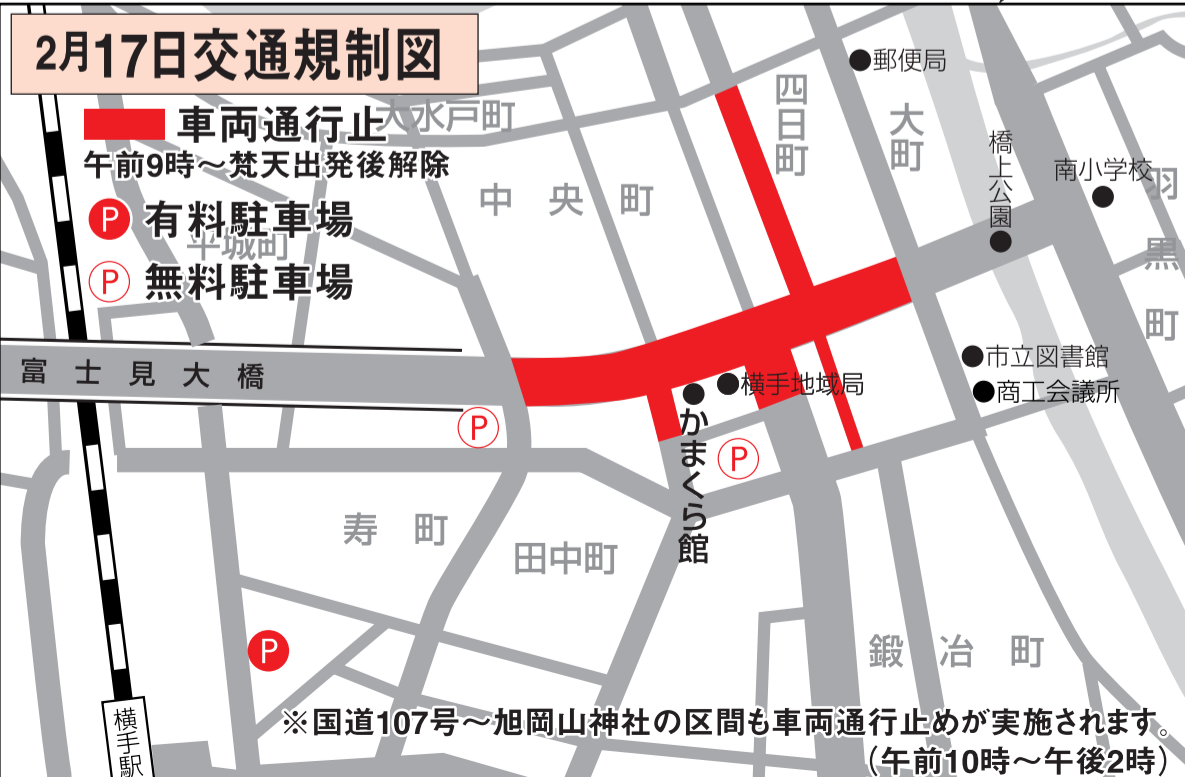 2月17日交通規制図
車両通行止
午前9時～梵天出発後解除
P 有料駐車場
P 無料駐車場
大水戸町
平城町
中央町
四日町
郵便局
大町
橋上公園
南小学校
羽黒町
富士見大橋
横手地域局
市立図書館
商工会議所
かまくら館
P
P
寿町
田中町
P
鍛冶町
横手駅
※国道107号～旭岡山神社の区間も車両通行止めが実施されます。
（午前10時～午後2時）